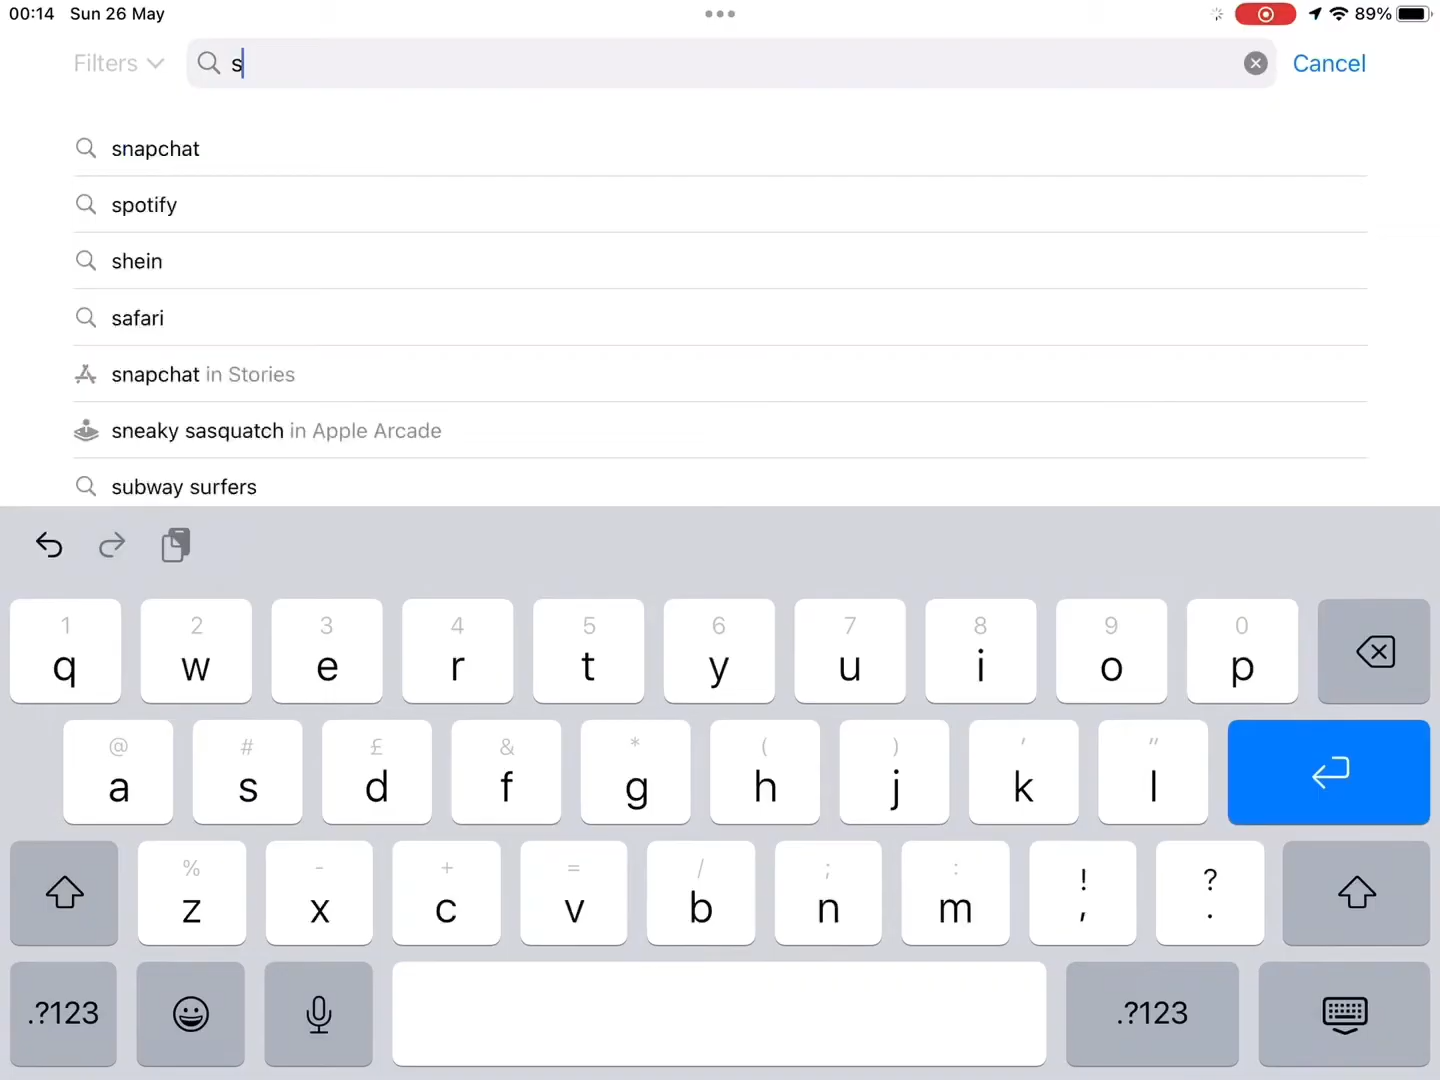 00:14 Sun 26 May 89%
Filters s Cancel
snapchat
spotify
shein
safari
snapchat in Stories
sneaky sasquatch in Apple Arcade
subway surfers
1 2 3 4 5 6 7 8 9 0
q w e r t y u i o p
@ # £ & * ( ) ' "
a s d f g h j k l
% - + = / ; : ! ?
z x c v b n m , .
.?123 .?123